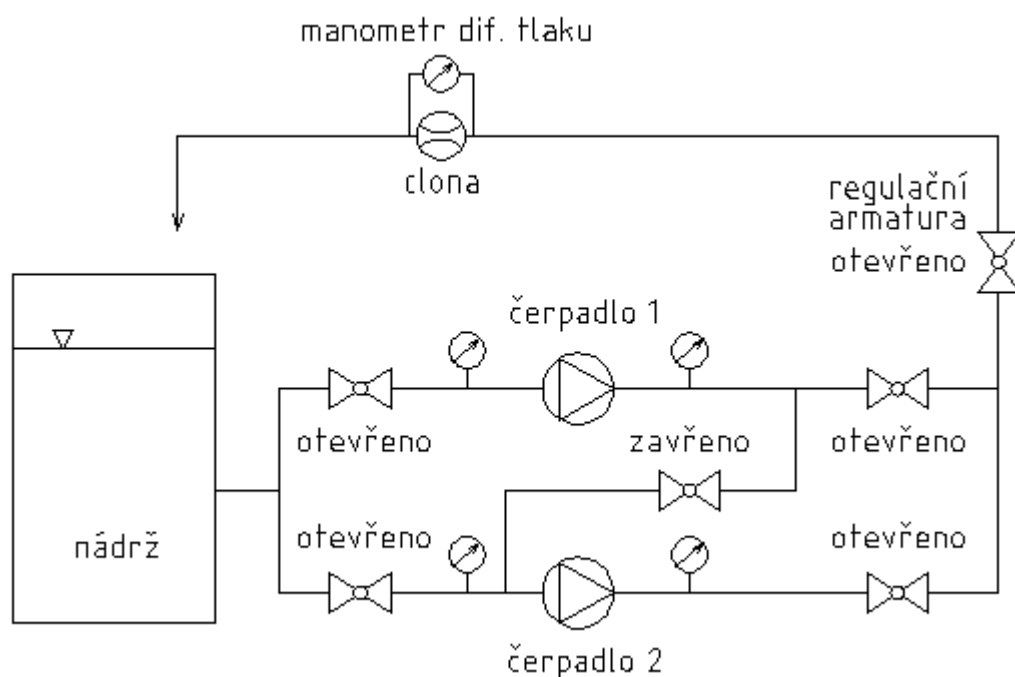 manometr dif. tlaku
clona
regulační
armatura
otevřeno
čerpadlo 1
otevřeno
zavřeno
otevřeno
nádrž
otevřeno
otevřeno
čerpadlo 2